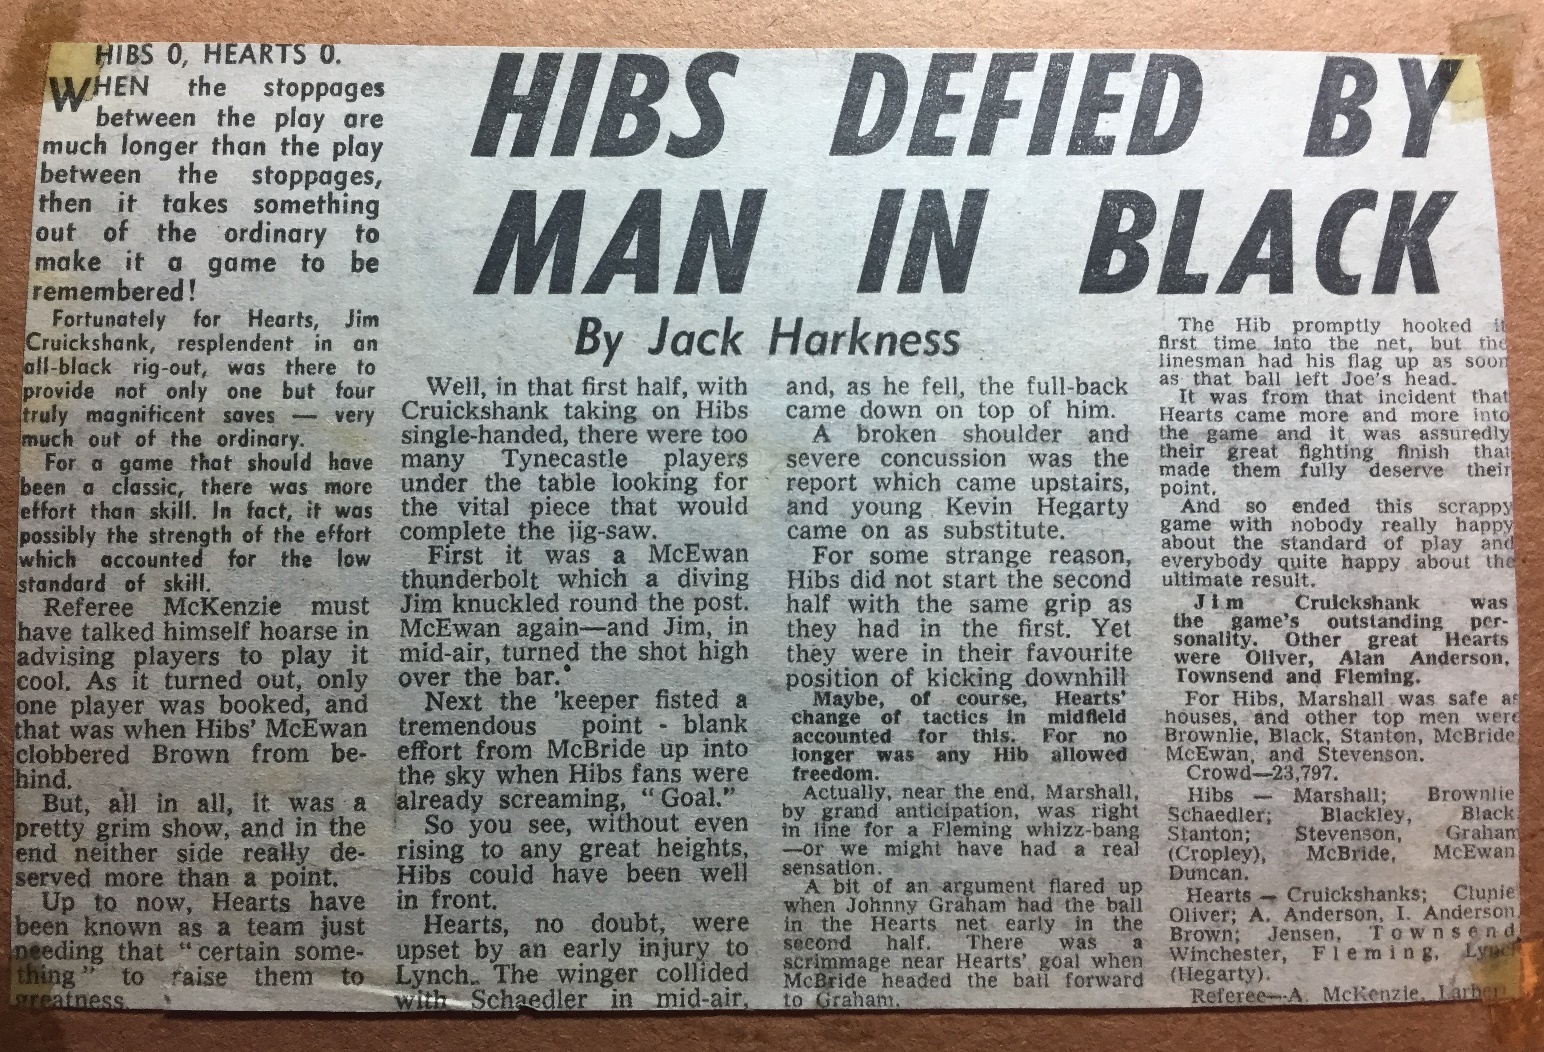 HIBS DEFIED BY
MAN IN BLACK
By Jack Harkness
HIBS 0, HEARTS 0.
WHEN the stoppages
between the play are
much longer than the play
between the stoppages,
then it takes something
out of the ordinary to
make it a game to be
remembered!
Fortunately for Hearts, Jim
Cruickshank, resplendent in an
all-black rig-out, was there to
provide not only one but four
truly magnificent saves — very
much out of the ordinary.
For a game that should have
been a classic, there was more
effort than skill. In fact, it was
possibly the strength of the effort
which accounted for the low
standard of skill.
Referee McKenzie must
have talked himself hoarse in
advising players to play it
cool. As it turned out, only
one player was booked, and
that was when Hibs' McEwan
clobbered Brown from be-
hind.
But, all in all, it was a
pretty grim show, and in the
end neither side really de-
served more than a point.
Up to now, Hearts have
been known as a team just
needing that "certain some-
thing" to raise them to
greatness.
Well, in that first half, with
Cruickshank taking on Hibs
single-handed, there were too
many Tynecastle players
under the table looking for
the vital piece that would
complete the jig-saw.
First it was a McEwan
thunderbolt which a diving
Jim knuckled round the post.
McEwan again—and Jim, in
mid-air, turned the shot high
over the bar.
Next the 'keeper fisted a
tremendous point - blank
effort from McBride up into
the sky when Hibs fans were
already screaming, "Goal."
So you see, without even
rising to any great heights,
Hibs could have been well
in front.
Hearts, no doubt, were
upset by an early injury to
Lynch. The winger collided
with Schaedler in mid-air,
and, as he fell, the full-back
came down on top of him.
A broken shoulder and
severe concussion was the
report which came upstairs,
and young Kevin Hegarty
came on as substitute.
For some strange reason,
Hibs did not start the second
half with the same grip as
they had in the first. Yet
they were in their favourite
position of kicking downhill
Maybe, of course, Hearts'
change of tactics in midfield
accounted for this. For no
longer was any Hib allowed
freedom.
Actually, near the end, Marshall,
by grand anticipation, was right
in line for a Fleming whizz-bang
—or we might have had a real
sensation.
A bit of an argument flared up
when Johnny Graham had the ball
in the Hearts net early in the
second half. There was a
scrimmage near Hearts' goal when
McBride headed the ball forward
to Graham.
The Hib promptly hooked it
first time into the net, but the
linesman had his flag up as soon
as that ball left Joe's head.
It was from that incident that
Hearts came more and more into
the game and it was assuredly
their great fighting finish that
made them fully deserve their
point.
And so ended this scrappy
game with nobody really happy
about the standard of play and
everybody quite happy about the
ultimate result.
Jim Cruickshank was
the game's outstanding per-
sonality. Other great Hearts
were Oliver, Alan Anderson,
Townsend and Fleming.
For Hibs, Marshall was safe as
houses, and other top men were
Brownlie, Black, Stanton, McBride
McEwan, and Stevenson.
Crowd—23,797.
Hibs — Marshall; Brownlie
Schaedler; Blackley, Black
Stanton; Stevenson, Graham
(Cropley), McBride, McEwan
Duncan.
Hearts — Cruickshanks; Clunie
Oliver; A. Anderson, I. Anderson
Brown; Jensen, Townsend
Winchester, Fleming, Lynch
(Hegarty).
Referee—A. McKenzie, Larbert